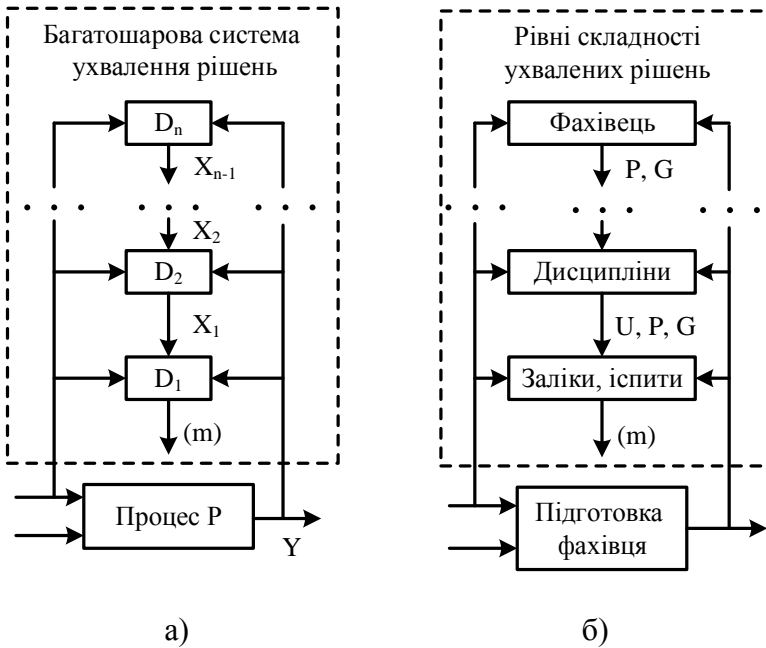 Багатошарова система
ухвалення рішень
Dn
Xn-1
. . . . . . . . .
X2
D2
X1
D1
(m)
Процес P
Y
а)
Рівні складності
ухвалених рішень
Фахівець
P, G
. . . . . . . . .
Дисципліни
U, P, G
Заліки, іспити
(m)
Підготовка
фахівця
б)